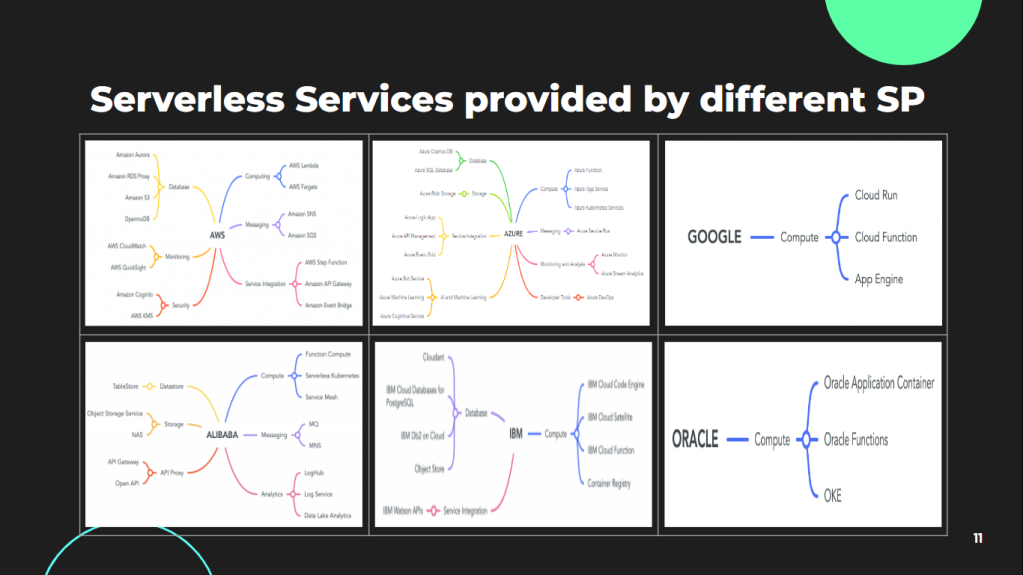 Serverless Services provided by different SP
Amazon Aurora
Amazon RDS Proxy
Amazon S3
DyanmoDB
Database
AWS CloudWatch
AWS QuickSight
Monitoring
Amazon Cognito
AWS KMS
Security
AWS
Computing
AWS Lambda
AWS Fargate
Messaging
Amazon SNS
Amazon SQS
Service Integration
AWS Step Function
Amazon API Gateway
Amazon Event Bridge
Azure Cosmos DB
Azure SQL Database
Database
Azure Blob Storage
Storage
Azure Logic App
Azure API Management
Azure Event Grid
Service Integration
Azure Bot Service
Azure Machine Learning
Azure Cognitive Service
AI and Machine Learning
AZURE
Compute
Azure Function
Azure App Service
Azure Kubernetes Services
Messaging
Azure Service Bus
Monitoring and Analysis
Azure Monitor
Azure Stream Analytics
Developer Tools
Azure DevOps
GOOGLE
Compute
Cloud Run
Cloud Function
App Engine
TableStore
Datastore
Object Storage Service
NAS
Storage
API Gateway
Open API
API Proxy
ALIBABA
Compute
Function Compute
Serverless Kubernetes
Service Mesh
Messaging
MQ
MNS
Analytics
LogHub
Log Service
Data Lake Analytics
Cloudant
IBM Cloud Databases for
PostgreSQL
IBM Db2 on Cloud
Object Store
Database
IBM Watson APIs
Service Integration
IBM
Compute
IBM Cloud Code Engine
IBM Cloud Satellite
IBM Cloud Function
Container Registry
ORACLE
Compute
Oracle Application Container
Oracle Functions
OKE
11